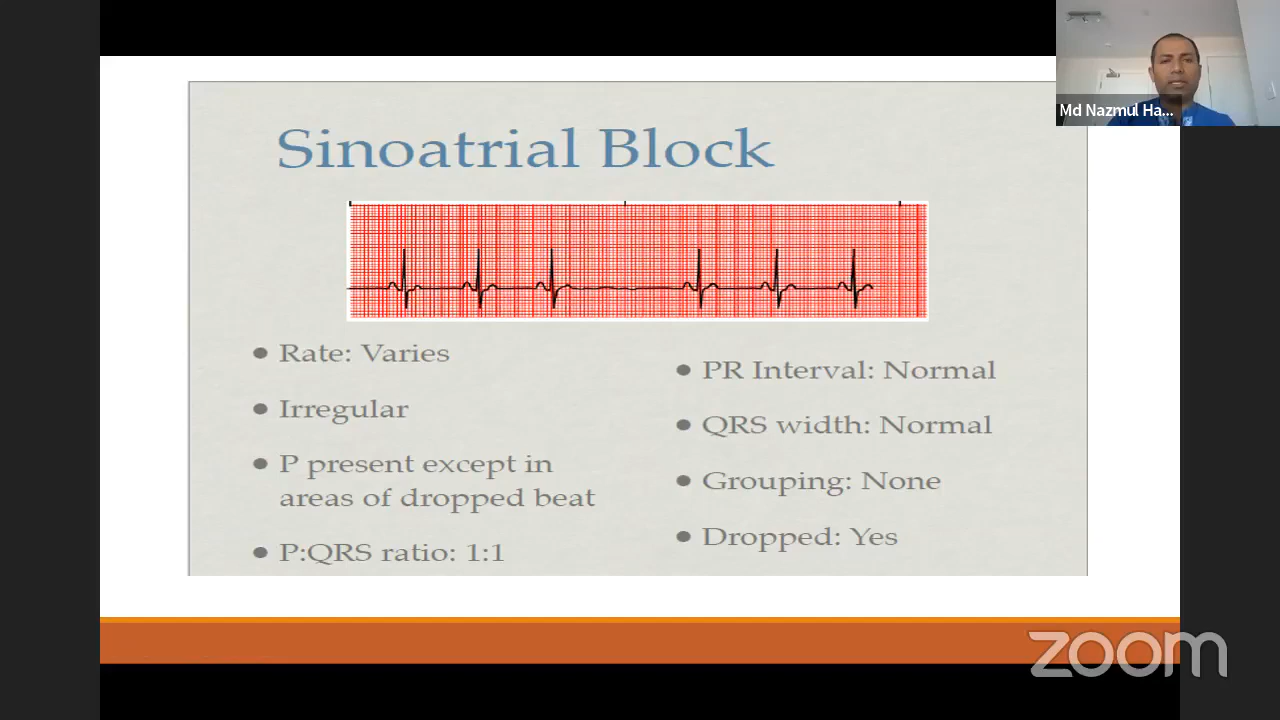 Md Nazmul Ha...
Sinoatrial Block
● Rate: Varies
● Irregular
● P present except in
areas of dropped beat
● P:QRS ratio: 1:1
● PR Interval: Normal
● QRS width: Normal
● Grouping: None
● Dropped: Yes
zoom